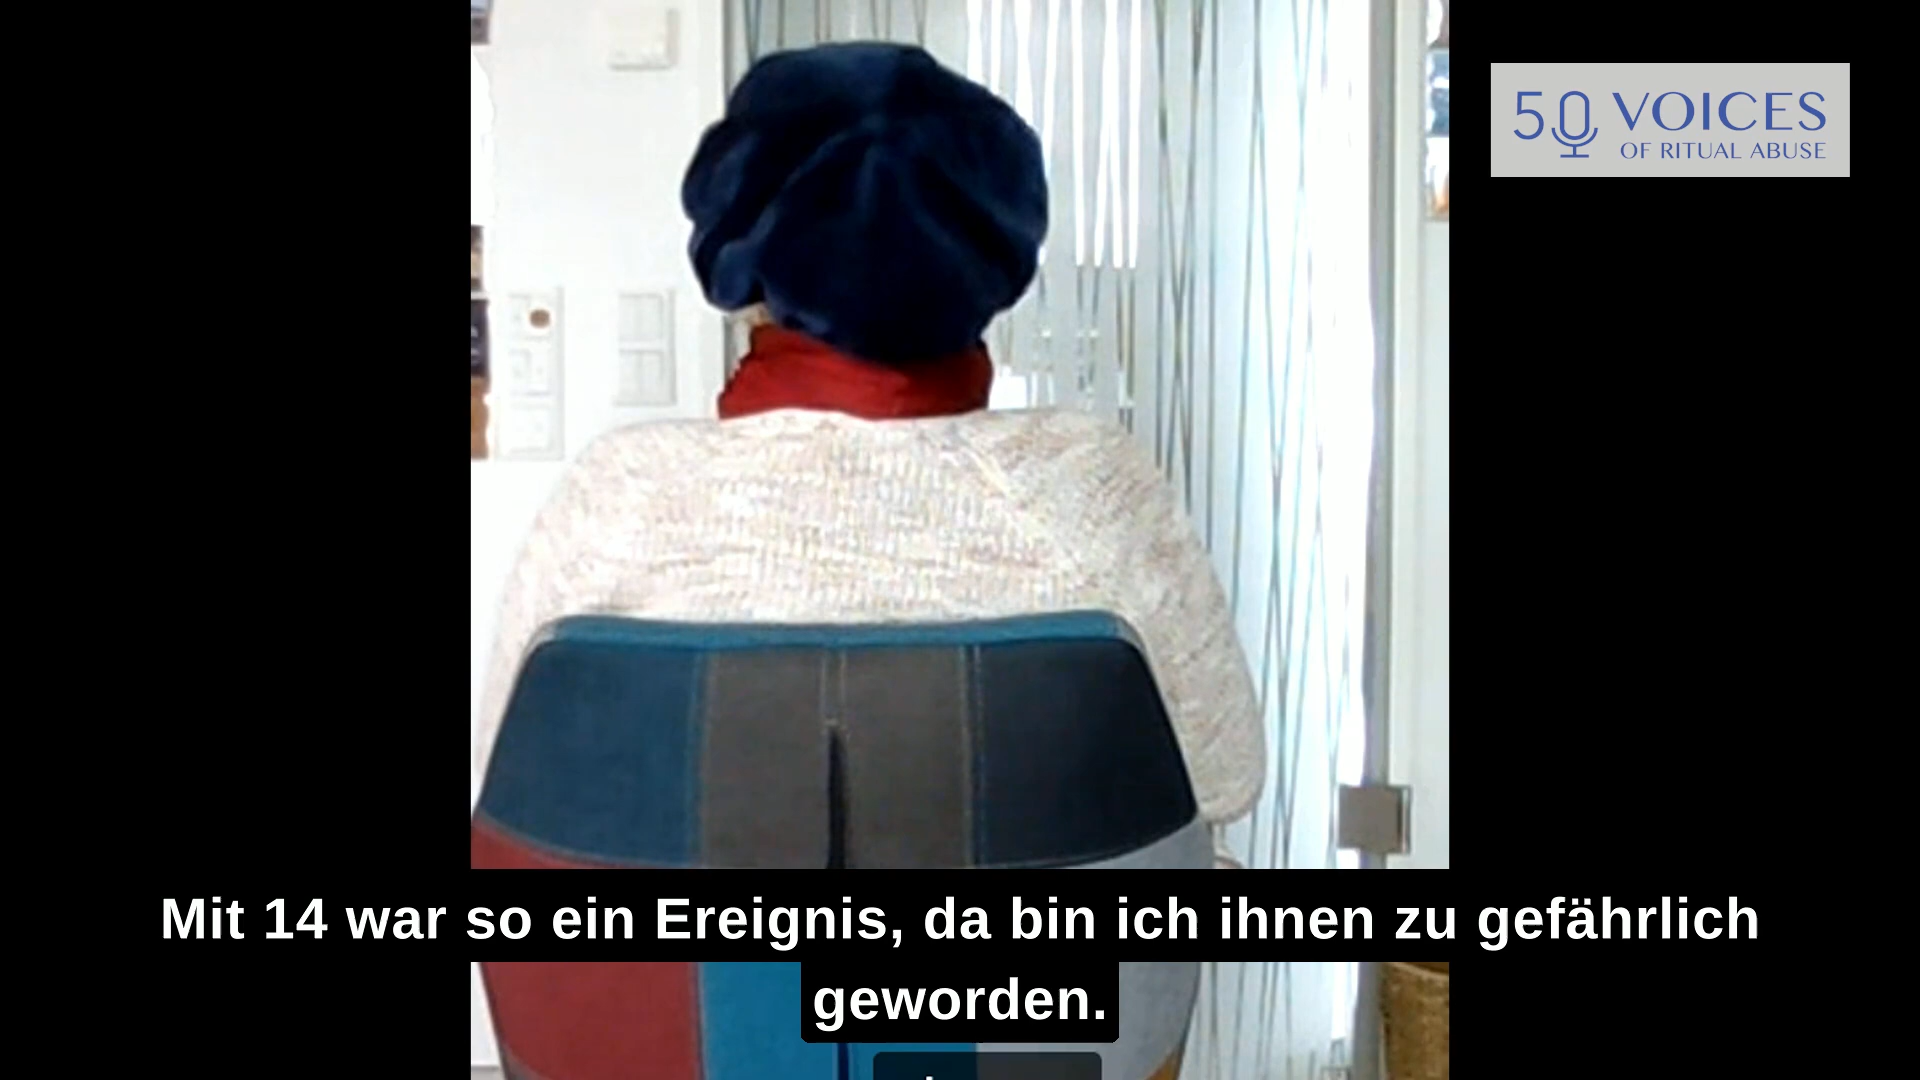 50 VOICES
OF RITUAL ABUSE
Mit 14 war so ein Ereignis, da bin ich ihnen zu gefährlich
geworden.